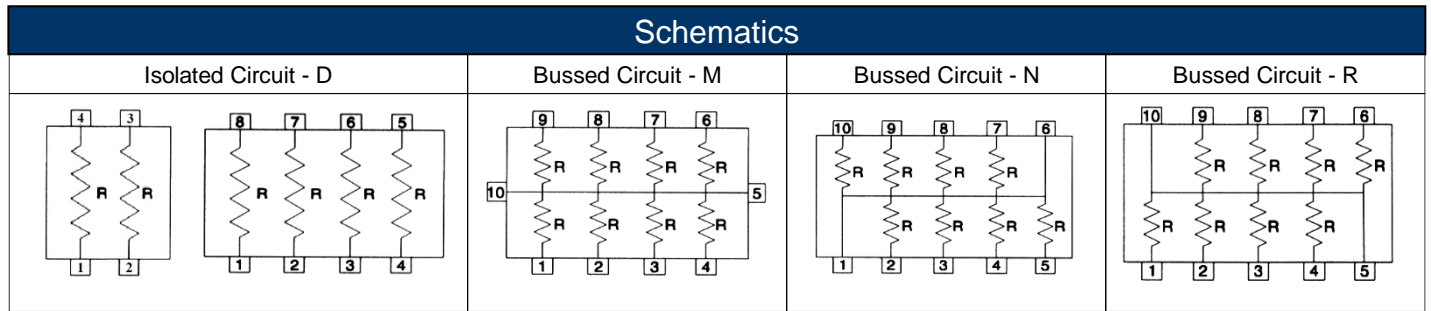 Schematics
Isolated Circuit - D
Bussed Circuit - M
Bussed Circuit - N
Bussed Circuit - R
4 3
R R
1 2
8 7 6 5
R R R R
1 2 3 4
9 8 7 6
R R R R
10 5
R R R R
1 2 3 4
10 9 8 7 6
R R R R
R R R R
1 2 3 4 5
10 9 8 7 6
R R R R
R R R R
1 2 3 4 5